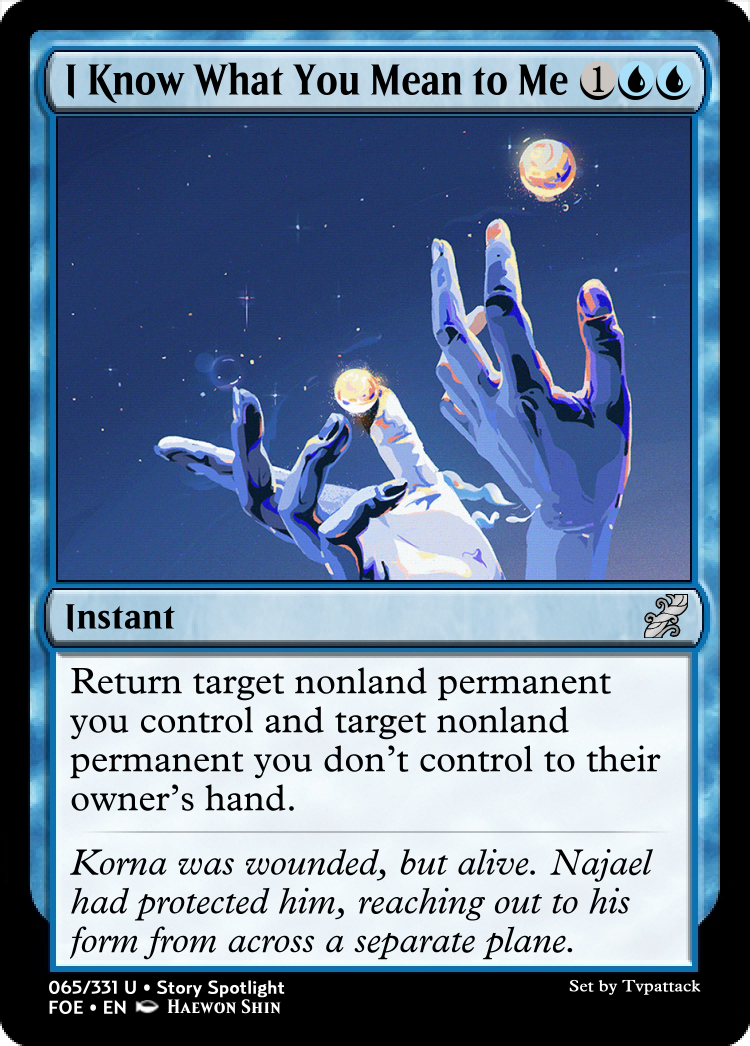 I Know What You Mean to Me 1
Instant
Return target nonland permanent
you control and target nonland
permanent you don't control to their
owner's hand.
Korna was wounded, but alive. Najael
had protected him, reaching out to his
form from across a separate plane.
065/331 U • Story Spotlight
FOE • EN Haewon Shin
Set by Tvpattack